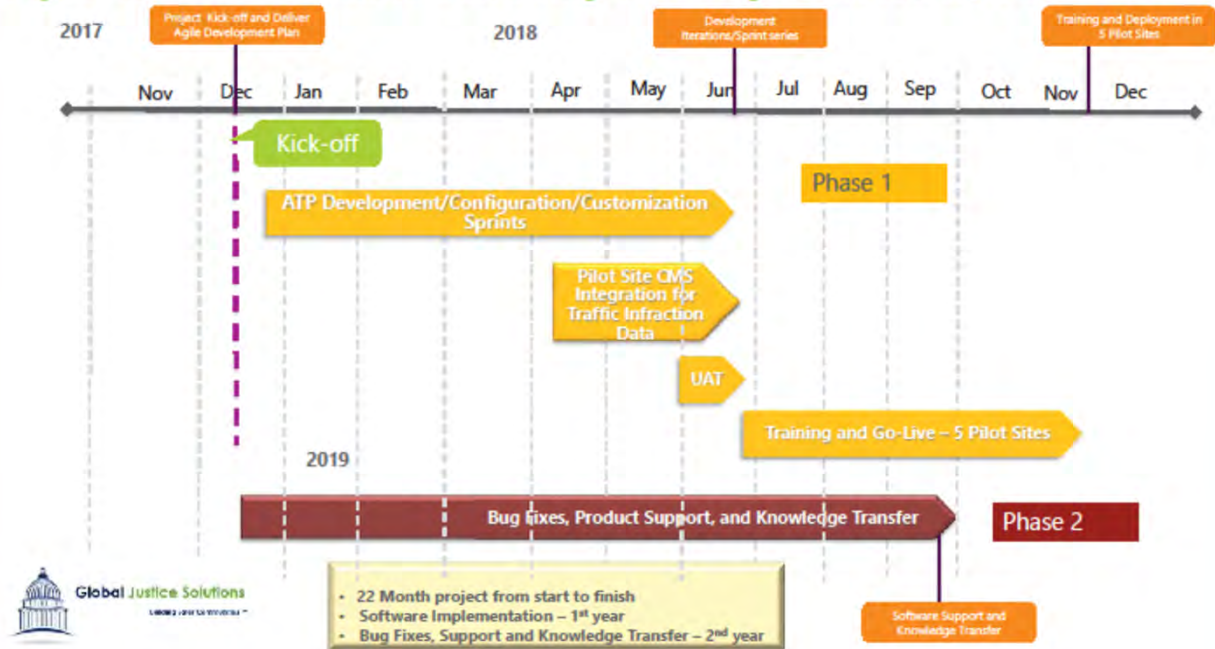 Project Kick-off and Deliver
Agile Development Plan
Development
Iterations/Sprint series
Training and Deployment in
5 Pilot Sites
2017
2018
Nov
Dec
Jan
Feb
Mar
Apr
May
Jun
Jul
Aug
Sep
Oct
Nov
Dec
Kick-off
Phase 1
ATP Development/Configuration/Customization
Sprints
Pilot Site CMS
Integration for
Traffic Infraction
Data
UAT
Training and Go-Live – 5 Pilot Sites
2019
Bug Fixes, Product Support, and Knowledge Transfer
Phase 2
Global Justice Solutions
• 22 Month project from start to finish
• Software Implementation – 1st year
• Bug Fixes, Support and Knowledge Transfer – 2nd year
Software Support and
Knowledge Transfer